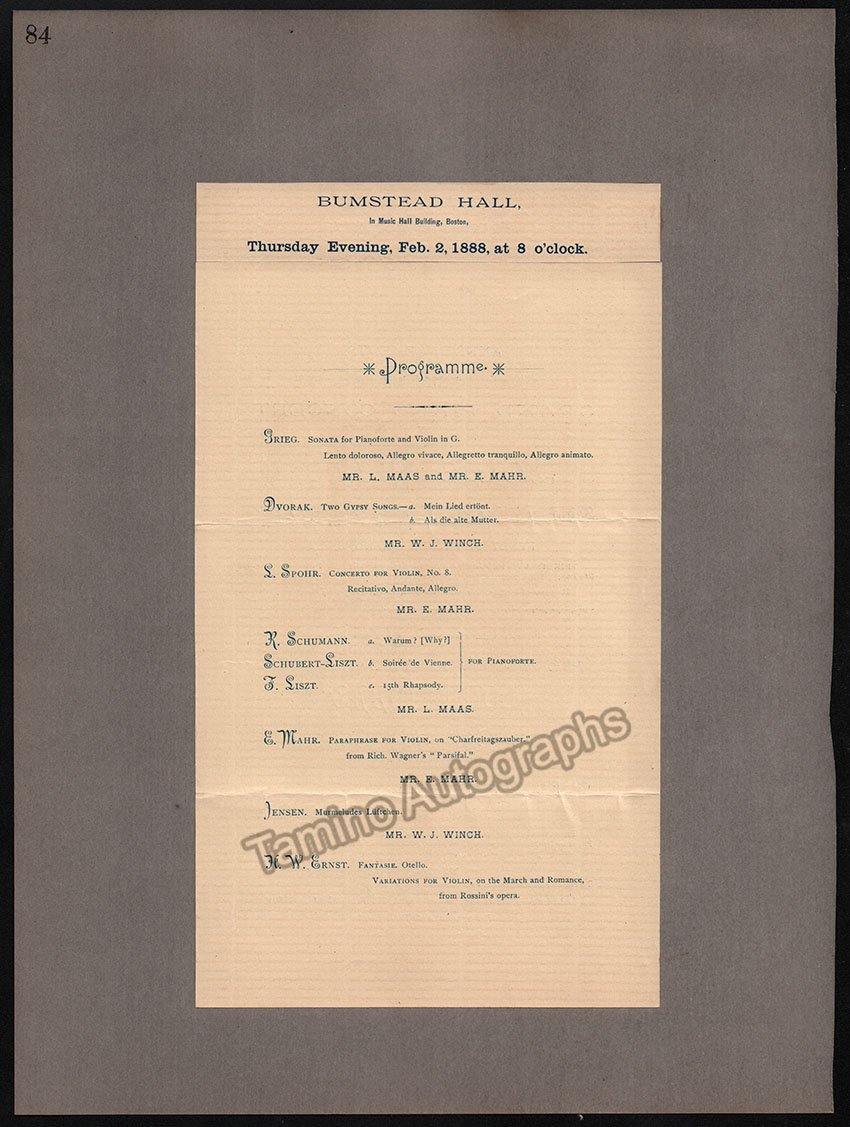 84
BUMSTEAD HALL,
In Music Hall Building, Boston,
Thursday Evening, Feb. 2, 1888, at 8 o'clock.
Programme.
GRIEG. SONATA for Pianoforte and Violin in G.
Lento doloroso, Allegro vivace, Allegretto tranquillo, Allegro animato.
MR. L. MAAS and MR. E. MAHR.
DVORAK. TWO GYPSY SONGS.—a. Mein Lied ertönt.
b. Als die alte Mutter.
MR. W. J. WINCH.
L. SPOHR. CONCERTO FOR VIOLIN, No. 8.
Recitativo, Andante, Allegro.
MR. E. MAHR.
R. SCHUMANN. a. Warum? [Why?]
SCHUBERT-LISZT. b. Soirée de Vienne. FOR PIANOFORTE.
F. LISZT. c. 15th Rhapsody.
MR. L. MAAS.
E. MAHR. PARAPHRASE FOR VIOLIN, on "Charfreitagszauber,"
from Rich. Wagner's "Parsifal."
MR. E. MAHR.
JENSEN. Murmeludes Lüftchen.
MR. W. J. WINCH.
H. W. ERNST. FANTASIE. Otello.
VARIATIONS FOR VIOLIN, on the March and Romance,
from Rossini's opera.
Tamino Autographs